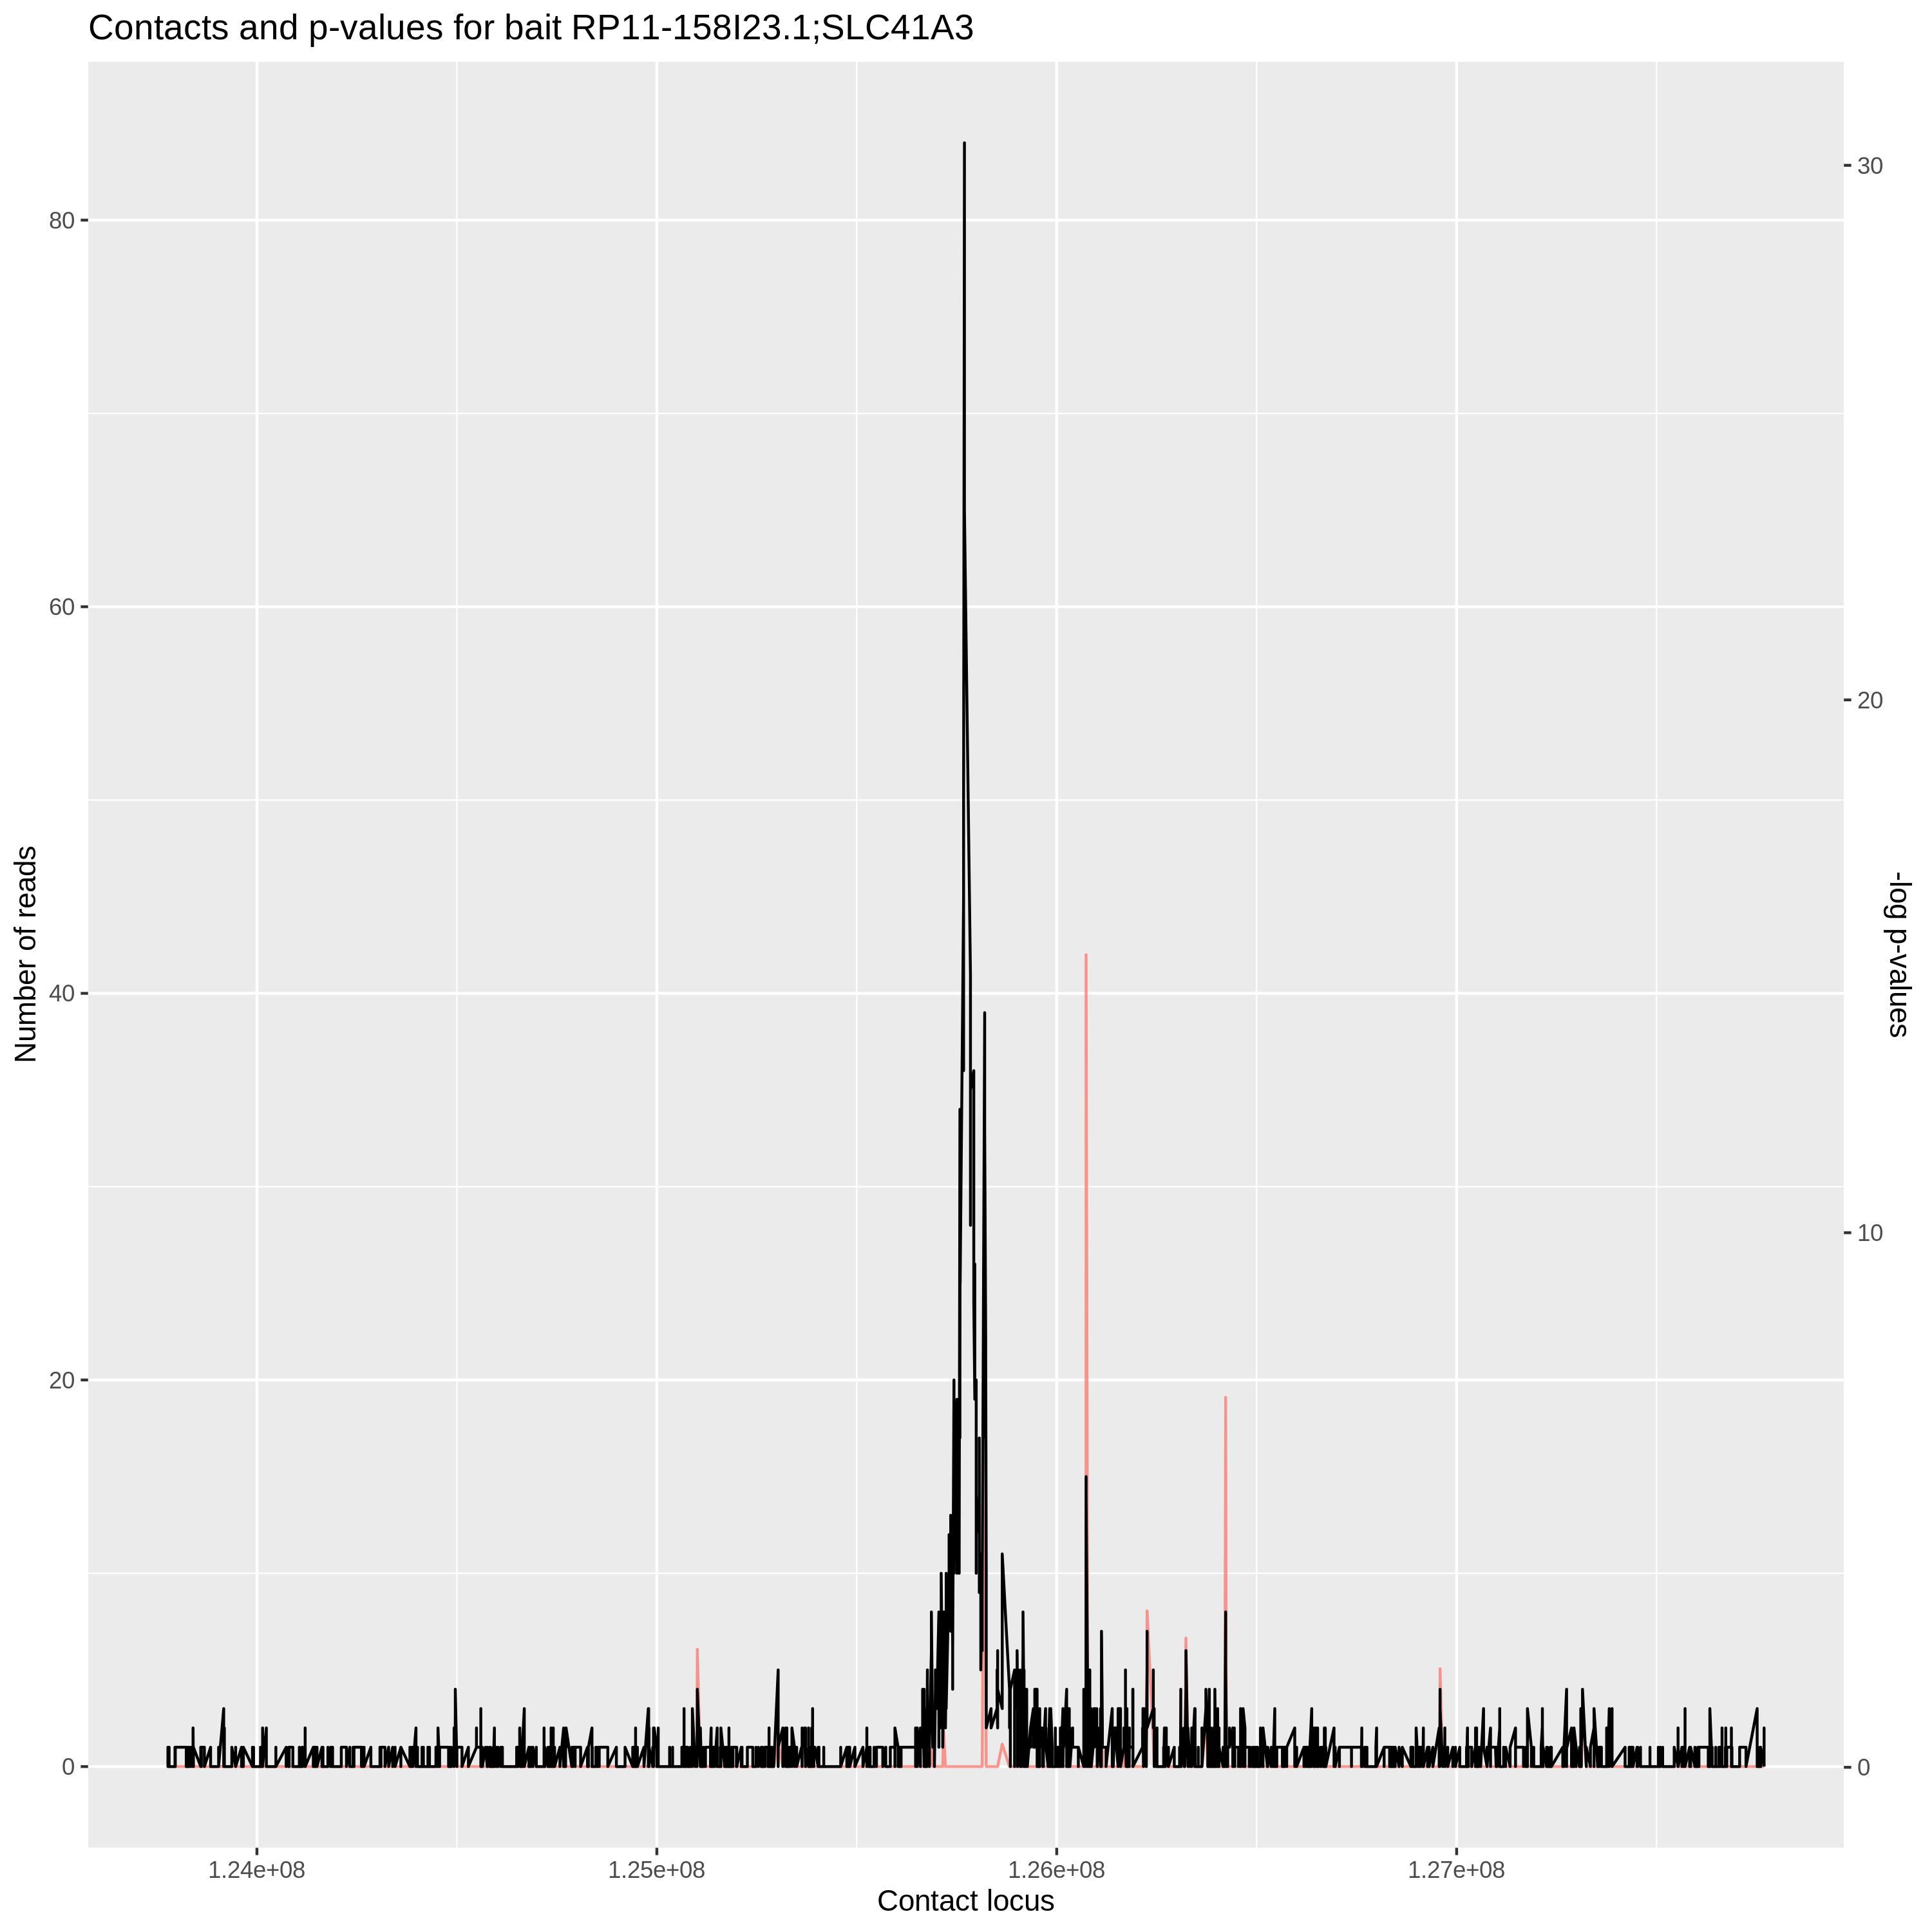 Contacts and p-values for bait RP11-158I23.1;SLC41A3
80
60
40
20
0
Number of reads
30
20
10
0
-log p-values
1.24e+08 1.25e+08 1.26e+08 1.27e+08
Contact locus